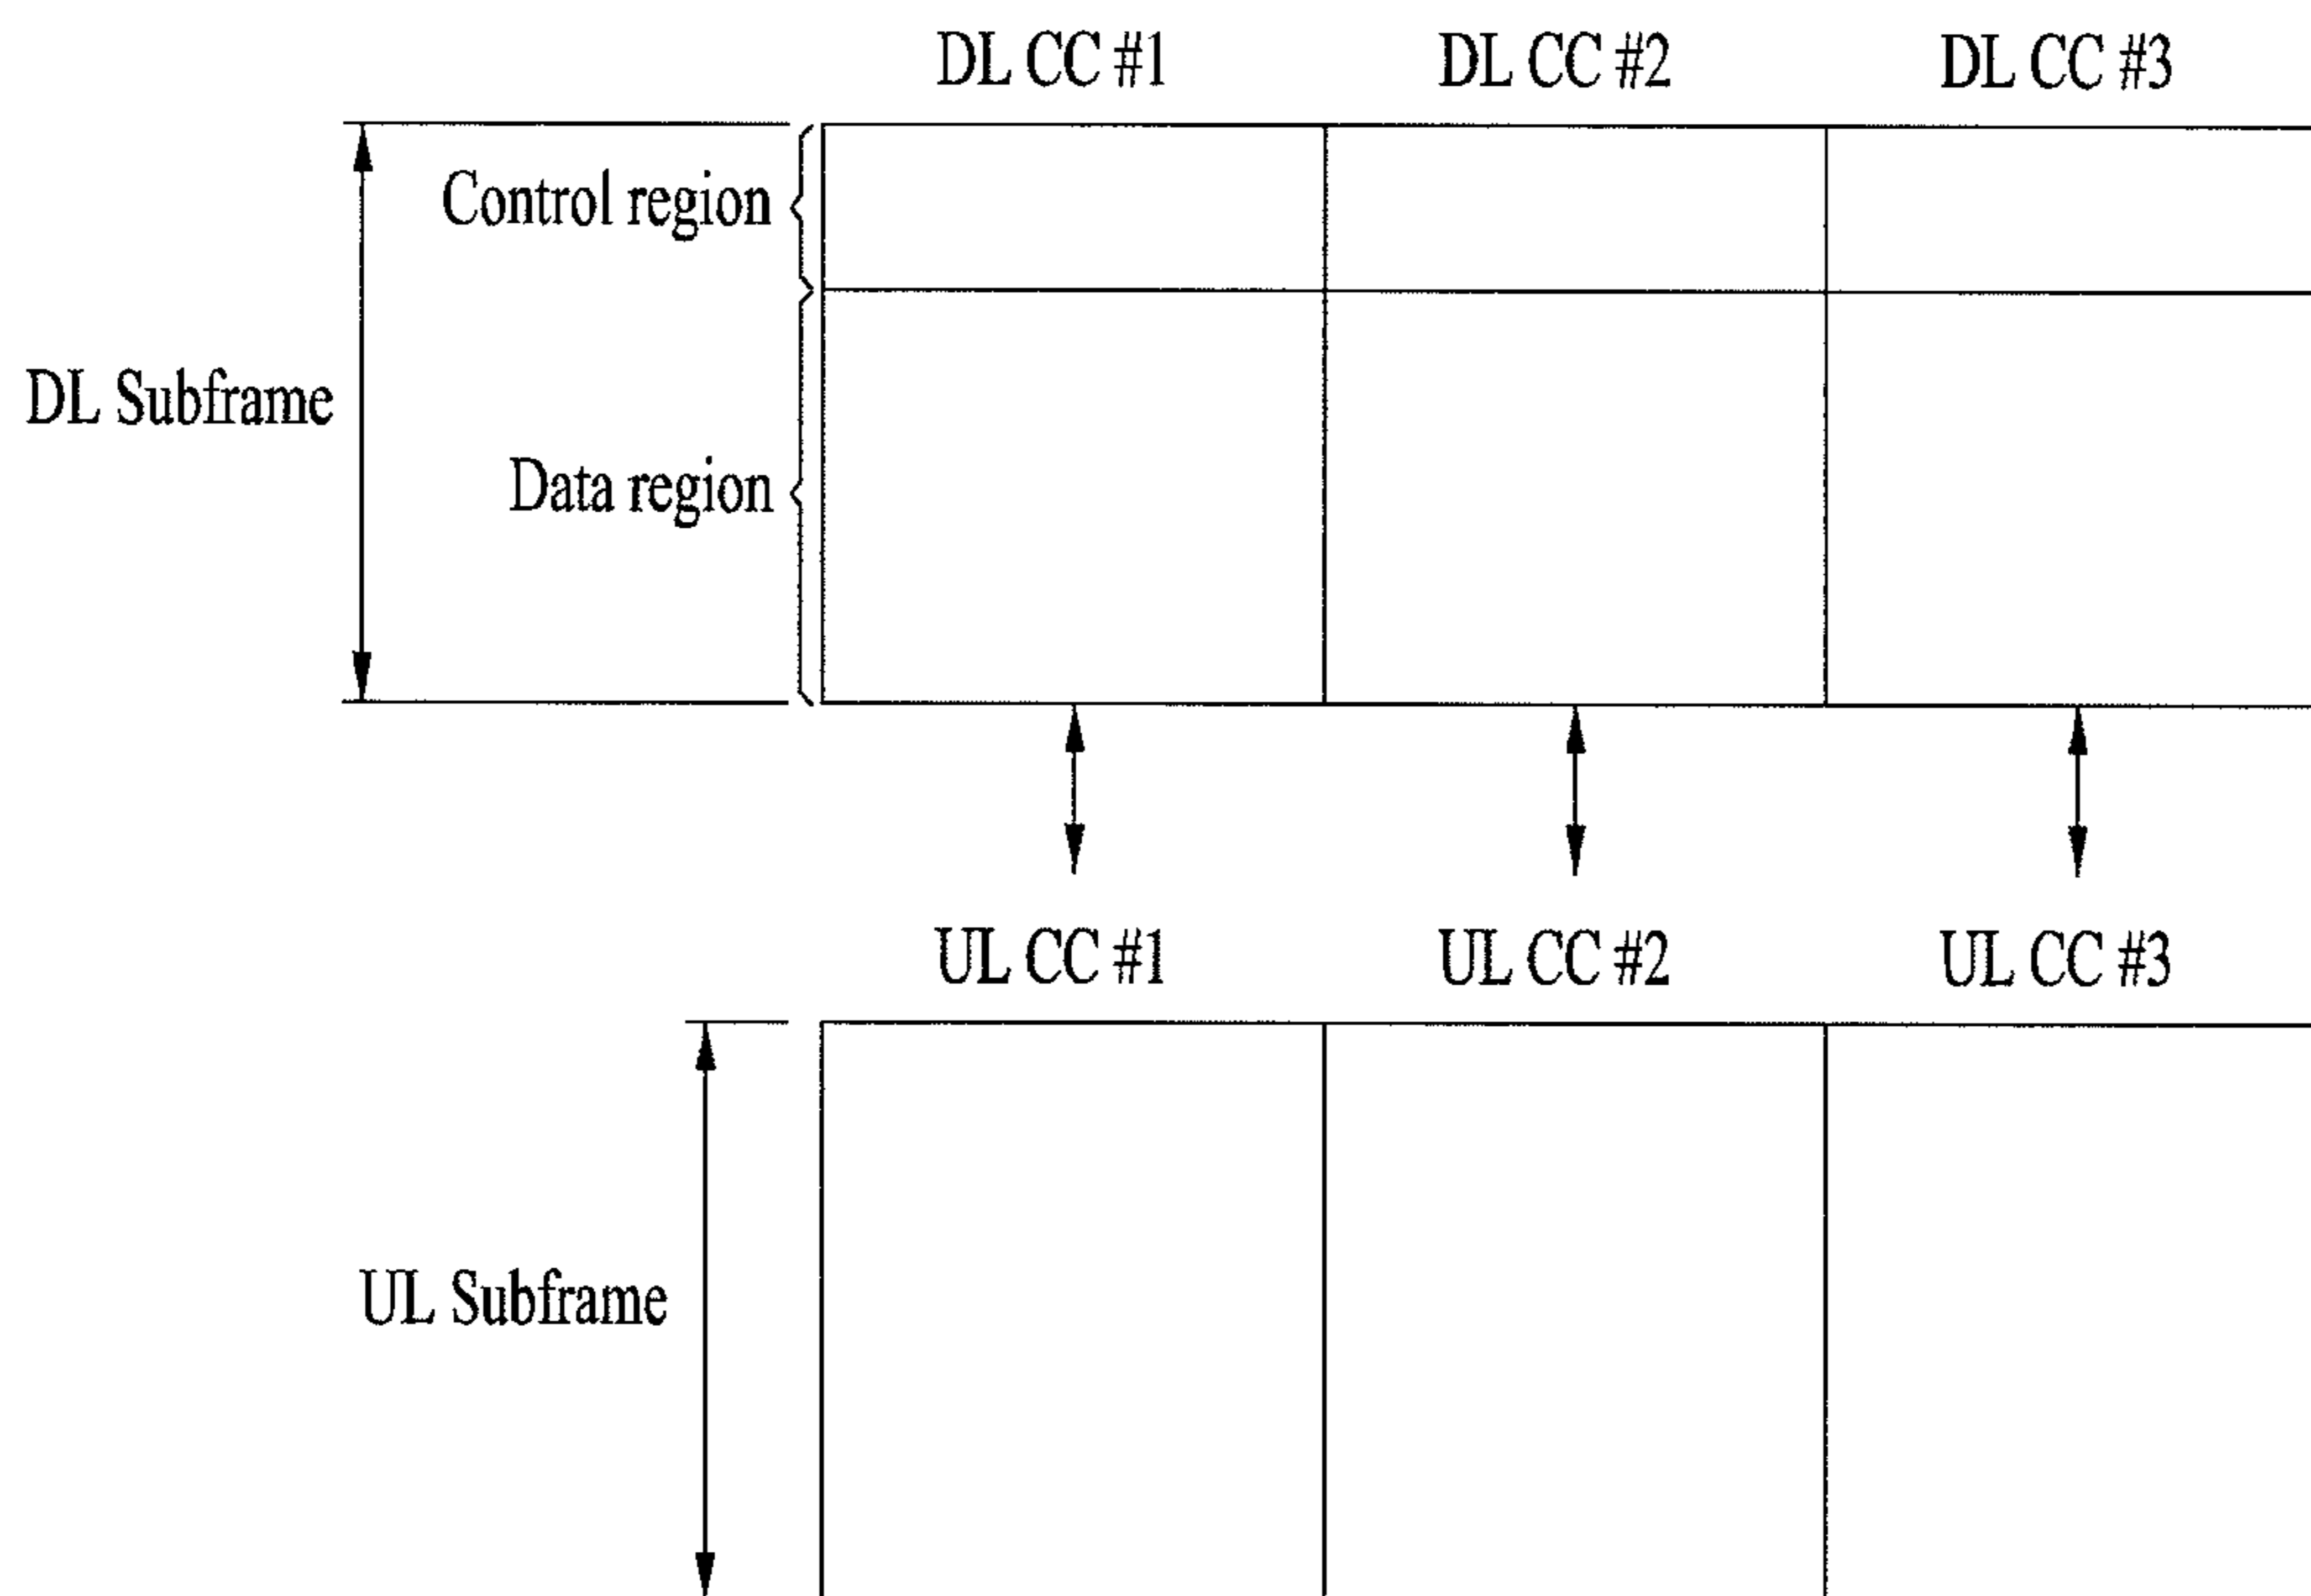 DL CC #1 DL CC #2 DL CC #3
Control region
DL Subframe
Data region
UL CC #1 UL CC #2 UL CC #3
UL Subframe